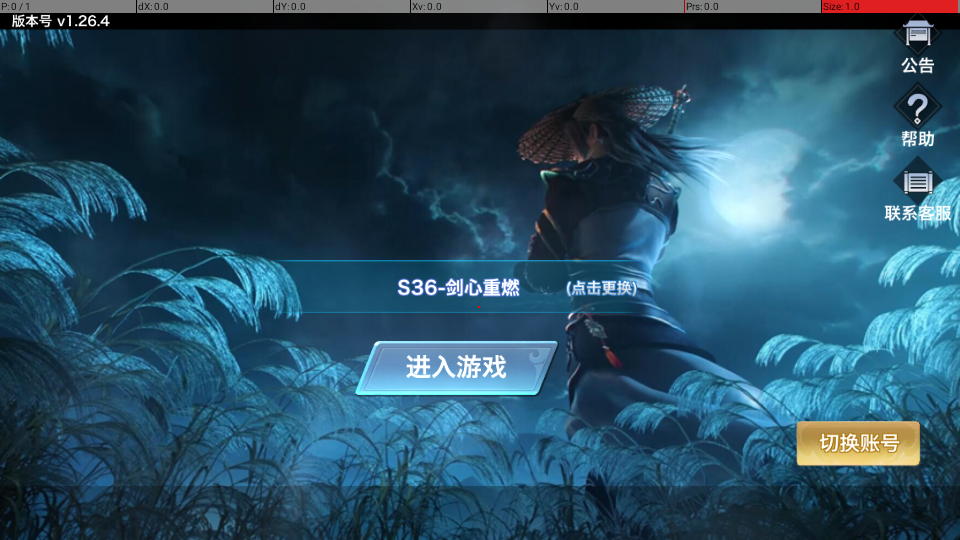 P: 0 / 1 dX: 0.0 dY: 0.0 Xv: 0.0 Yv: 0.0 Prs: 0.0 Size: 1.0
版本号 v1.26.4
公告
帮助
联系客服
S36-剑心重燃 (点击更换)
进入游戏
切换账号